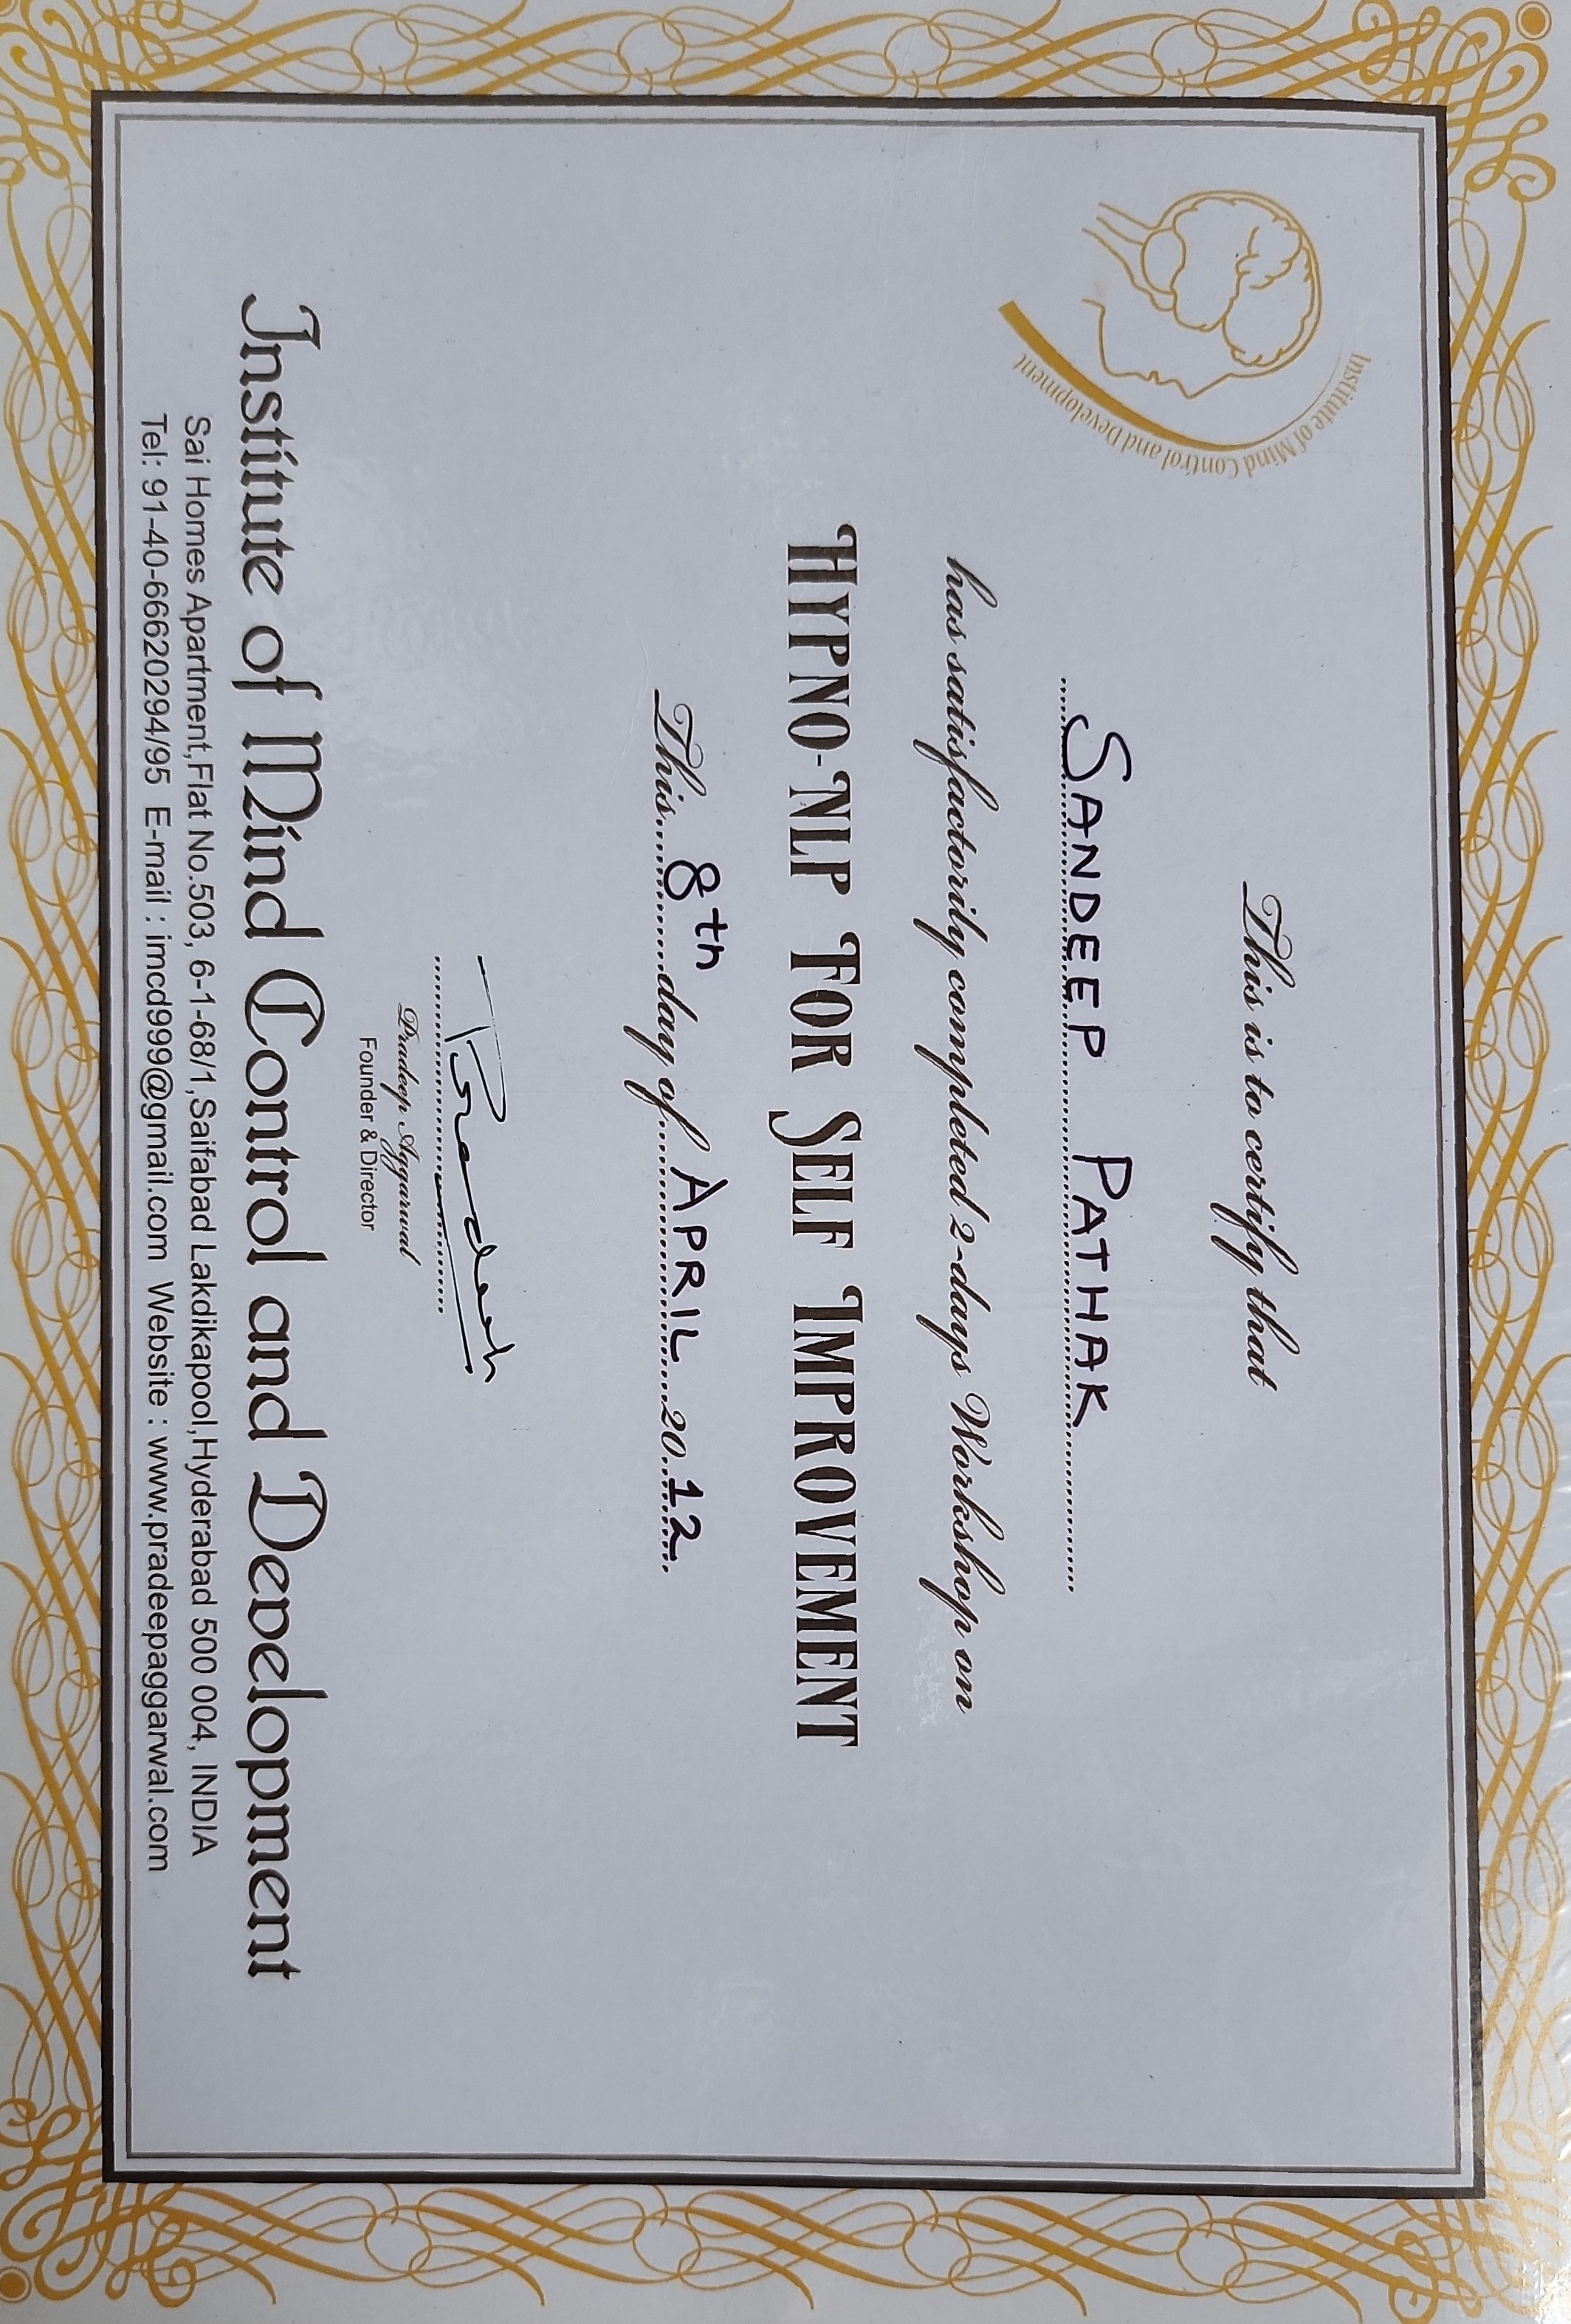 Institute of Mind Control and Development
This is to certify that
SANDEEP PATHAK
has satisfactorily completed 2-days Workshop on
HYPNO-NLP FOR SELF IMPROVEMENT
This 8th day of APRIL 2012
Pradeep
Pradeep Aggarwal
Founder & Director
Institute of Mind Control and Development
Sai Homes Apartment,Flat No.503, 6-1-68/1,Saifabad Lakdikapool,Hyderabad 500 004, INDIA
Tel: 91-40-66620294/95 E-mail : imcd999@gmail.com Website : www.pradeepaggarwal.com